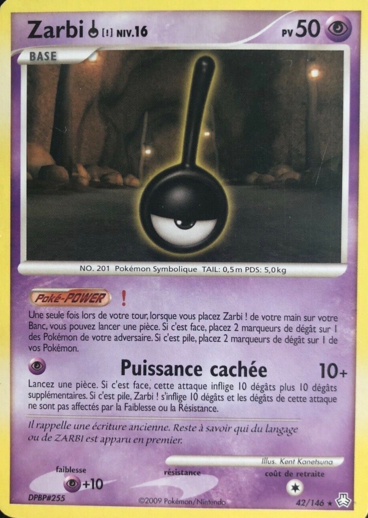 Zarbi [!] NIV.16 PV 50
BASE
NO. 201 Pokémon Symbolique TAIL: 0,5m PDS: 5,0kg
Poké-POWER !
Une seule fois lors de votre tour, lorsque vous placez Zarbi ! de votre main sur votre
Banc, vous pouvez lancer une pièce. Si c'est face, placez 2 marqueurs de dégât sur 1
des Pokémon de votre adversaire. Si c'est pile, placez 2 marqueurs de dégât sur 1 de
vos Pokémon.
Puissance cachée 10+
Lancez une pièce. Si c'est face, cette attaque inflige 10 dégâts plus 10 dégâts
supplémentaires. Si c'est pile, Zarbi ! s'inflige 10 dégâts et les dégâts de cette attaque
ne sont pas affectés par la Faiblesse ou la Résistance.
Il rappelle une écriture ancienne. Reste à savoir qui du langage
ou de ZARBI est apparu en premier.
Illus. Kent Kanetsuna
faiblesse résistance coût de retraite
+10
DPBP#255 ©2009 Pokémon/Nintendo 42/146 ★